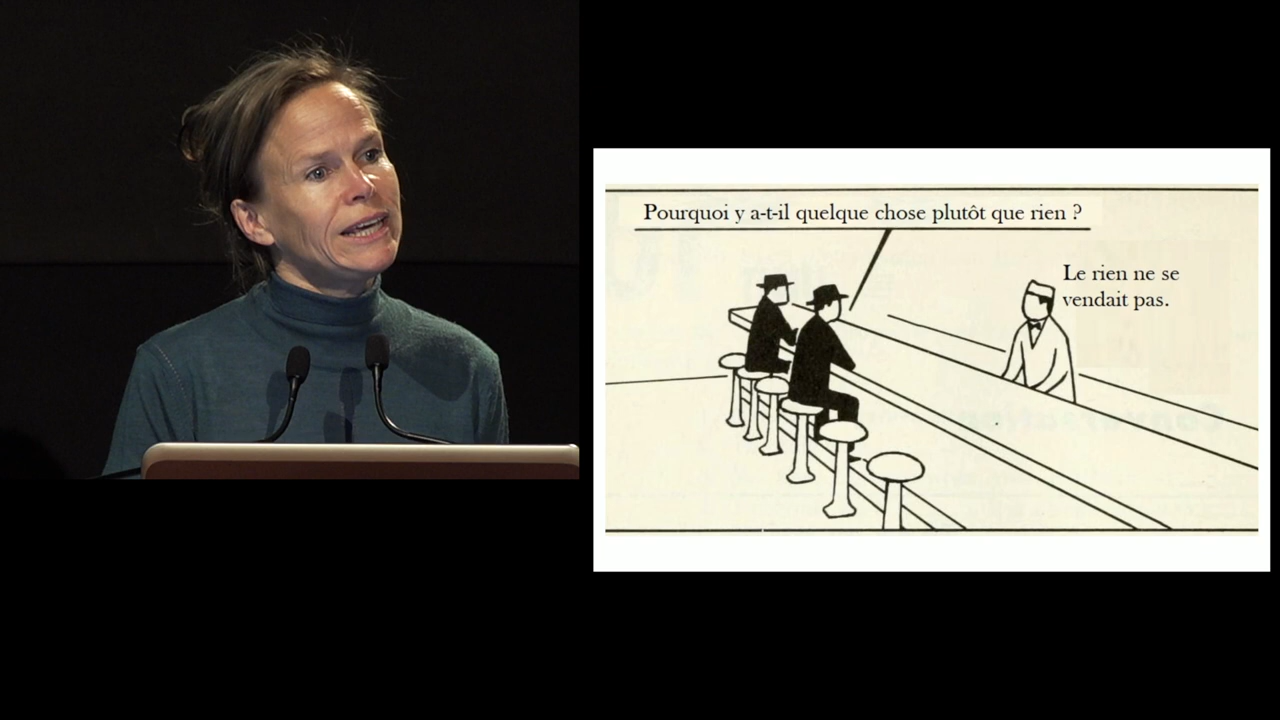 Pourquoi y a-t-il quelque chose plutôt que rien ?
Le rien ne se
vendait pas.